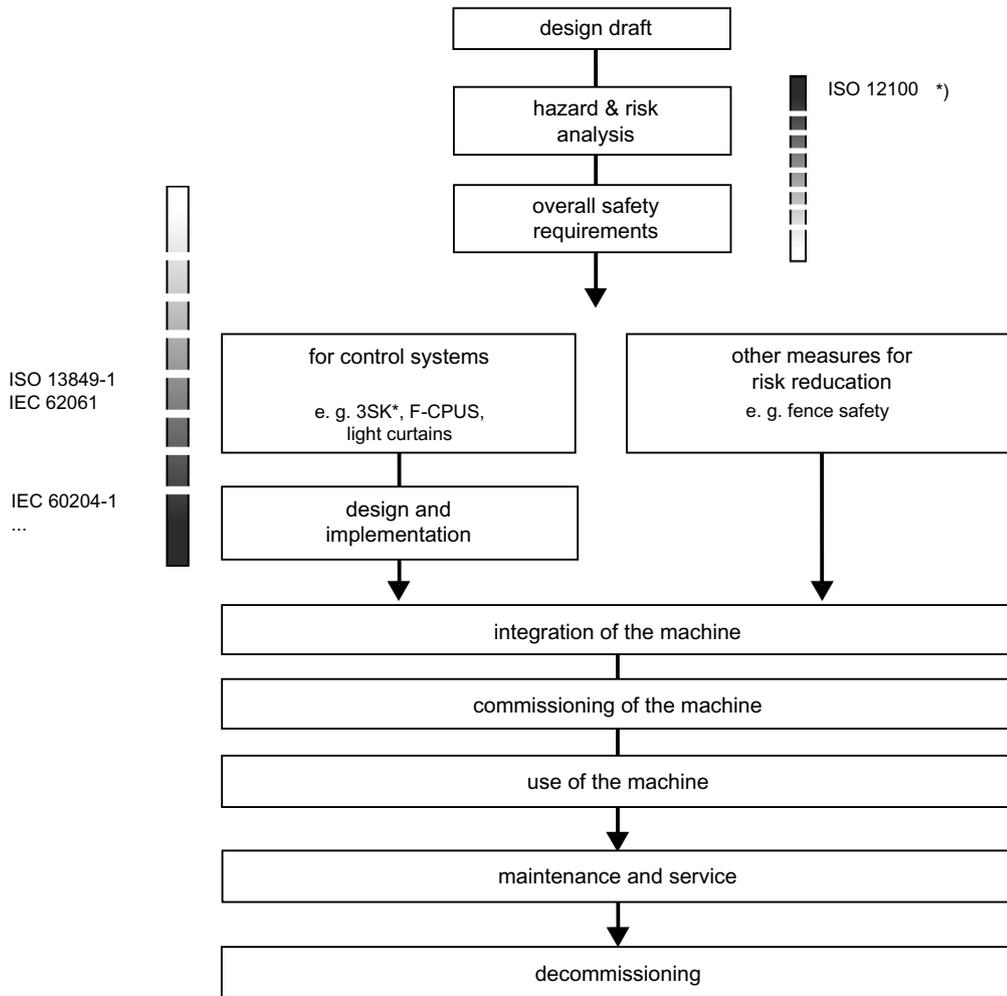 design draft
ISO 12100 *)
hazard & risk
analysis
overall safety
requirements
for control systems
e. g. 3SK*, F-CPUS,
light curtains
other measures for
risk reducation
e. g. fence safety
ISO 13849-1
IEC 62061
IEC 60204-1
...
design and
implementation
integration of the machine
commissioning of the machine
use of the machine
maintenance and service
decommissioning